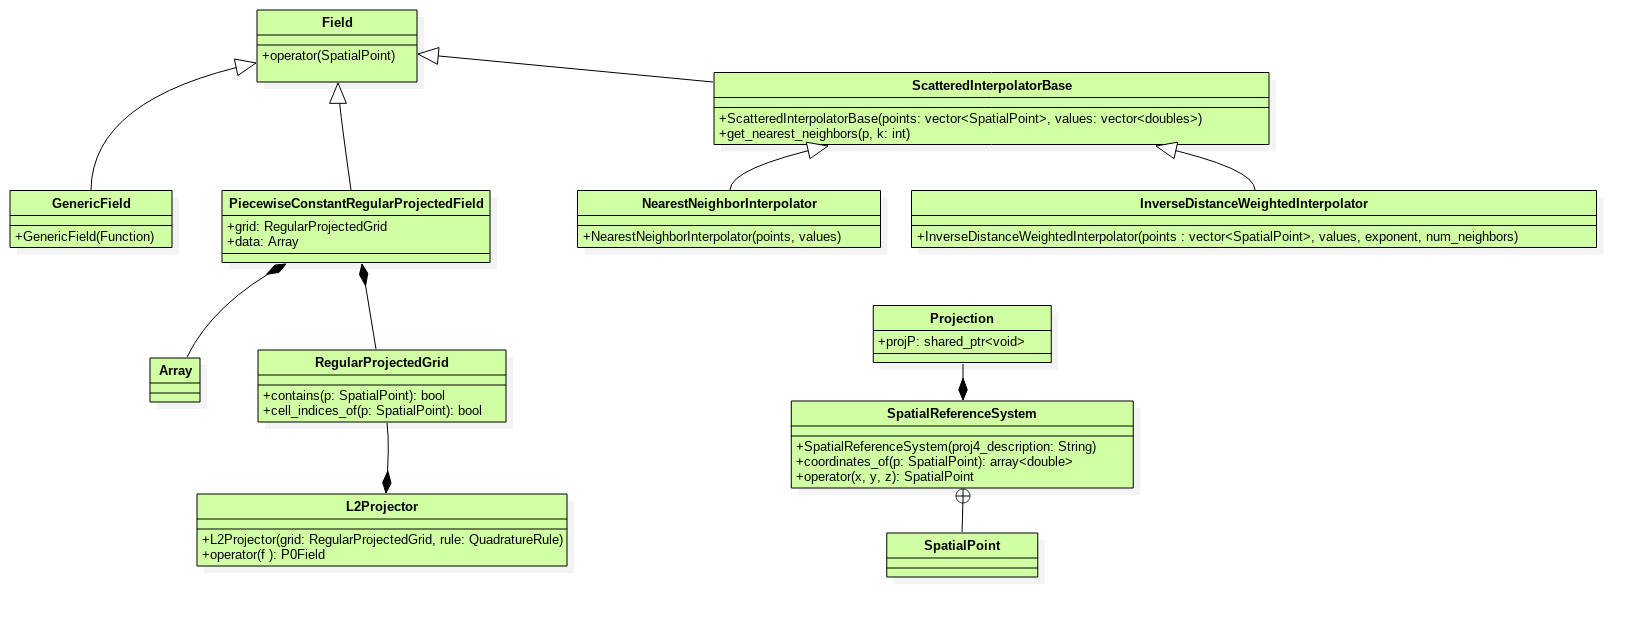 Field
+operator(SpatialPoint)
ScatteredInterpolatorBase
+ScatteredInterpolatorBase(points: vector<SpatialPoint>, values: vector<doubles>)
+get_nearest_neighbors(p, k: int)
GenericField
+GenericField(Function)
PiecewiseConstantRegularProjectedField
+grid: RegularProjectedGrid
+data: Array
NearestNeighborInterpolator
+NearestNeighborInterpolator(points, values)
InverseDistanceWeightedInterpolator
+InverseDistanceWeightedInterpolator(points : vector<SpatialPoint>, values, exponent, num_neighbors)
Projection
+projP: shared_ptr<void>
Array
RegularProjectedGrid
+contains(p: SpatialPoint): bool
+cell_indices_of(p: SpatialPoint): bool
SpatialReferenceSystem
+SpatialReferenceSystem(proj4_description: String)
+coordinates_of(p: SpatialPoint): array<double>
+operator(x, y, z): SpatialPoint
L2Projector
+L2Projector(grid: RegularProjectedGrid, rule: QuadratureRule)
+operator(f ): P0Field
SpatialPoint